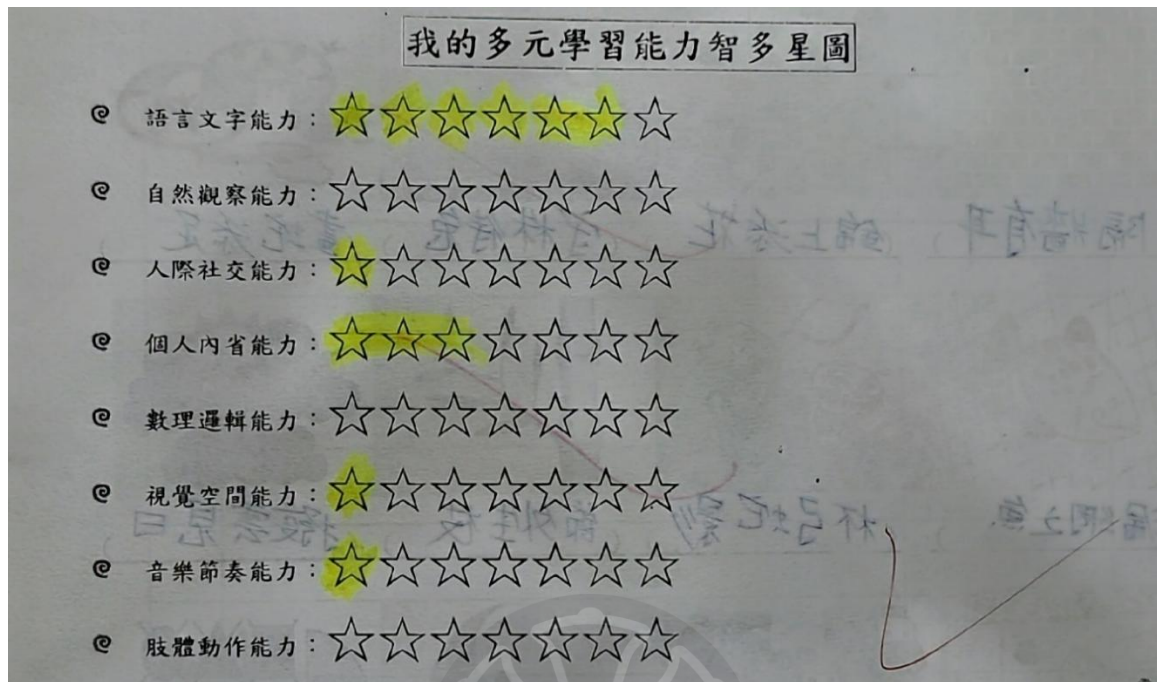 我的多元學習能力智多星圖
語言文字能力：☆☆☆☆☆☆☆
自然觀察能力：☆☆☆☆☆☆☆
人際社交能力：☆☆☆☆☆☆☆
個人內省能力：☆☆☆☆☆☆☆
數理邏輯能力：☆☆☆☆☆☆☆
視覺空間能力：☆☆☆☆☆☆☆
音樂節奏能力：☆☆☆☆☆☆☆
肢體動作能力：☆☆☆☆☆☆☆